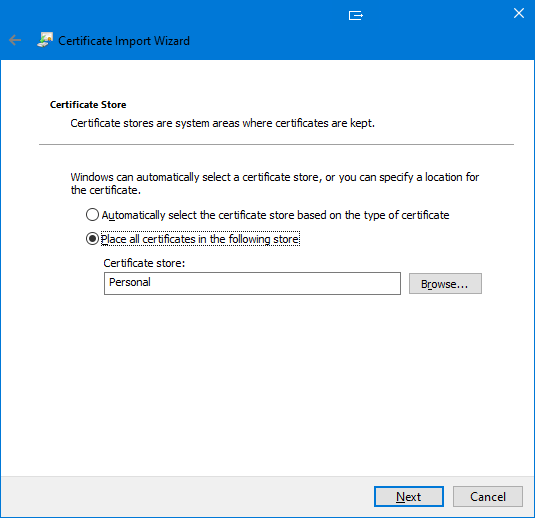 Certificate Import Wizard
Certificate Store
Certificate stores are system areas where certificates are kept.
Windows can automatically select a certificate store, or you can specify a location for
the certificate.
Automatically select the certificate store based on the type of certificate
Place all certificates in the following store
Certificate store:
Personal
Browse...
Next
Cancel